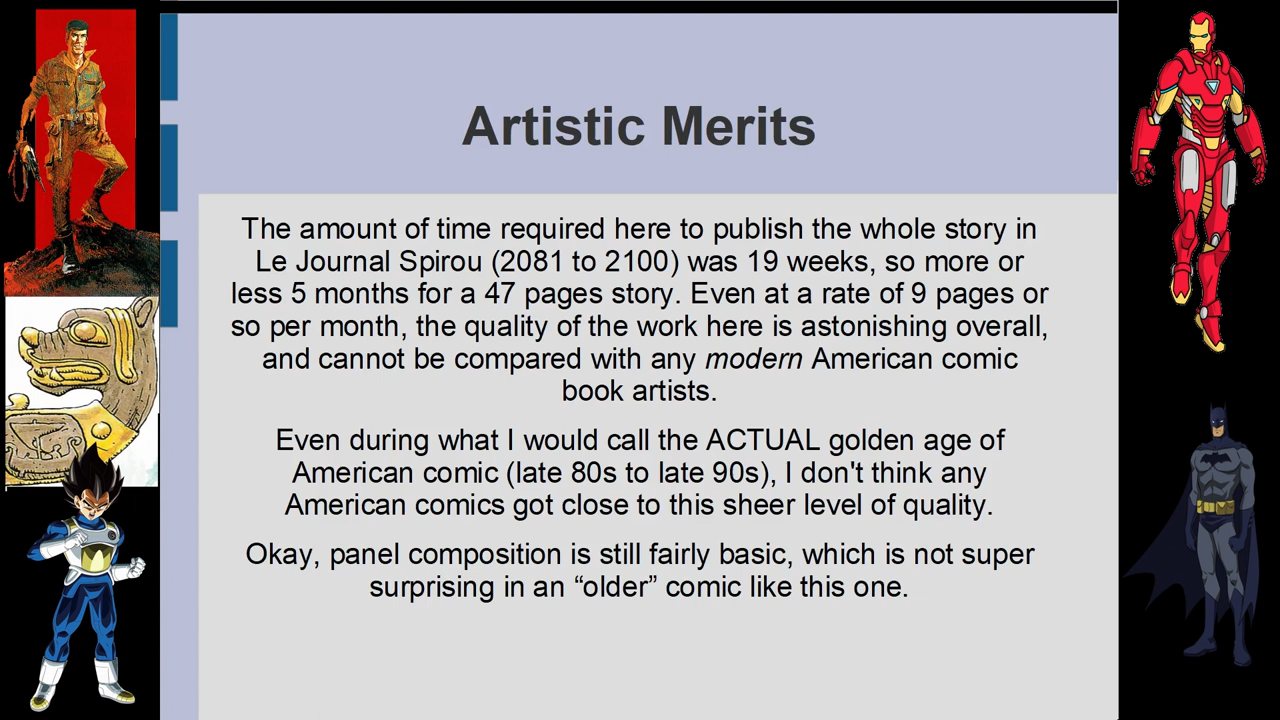 Artistic Merits
The amount of time required here to publish the whole story in
Le Journal Spirou (2081 to 2100) was 19 weeks, so more or
less 5 months for a 47 pages story. Even at a rate of 9 pages or
so per month, the quality of the work here is astonishing overall,
and cannot be compared with any modern American comic
book artists.
Even during what I would call the ACTUAL golden age of
American comic (late 80s to late 90s), I don't think any
American comics got close to this sheer level of quality.
Okay, panel composition is still fairly basic, which is not super
surprising in an “older” comic like this one.